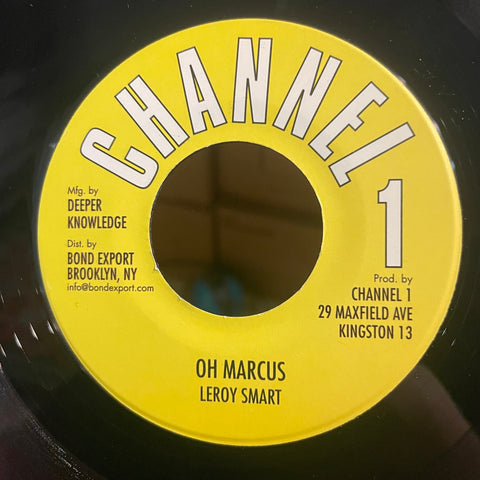 CHANNEL 1
Mfg. by
DEEPER
KNOWLEDGE
Dist. by
BOND EXPORT
BROOKLYN, NY
info@bondexport.com
Prod. by
CHANNEL 1
29 MAXFIELD AVE
KINGSTON 13
OH MARCUS
LEROY SMART